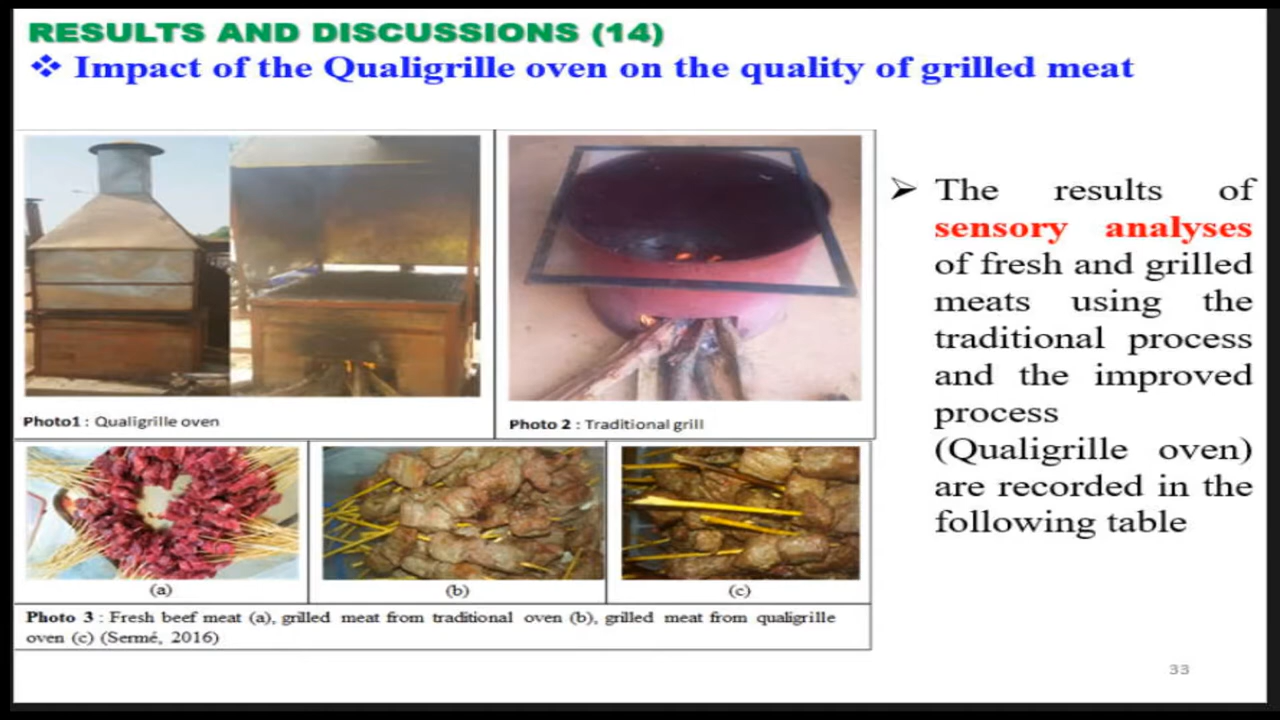 RESULTS AND DISCUSSIONS (14)
❖ Impact of the Qualigrille oven on the quality of grilled meat
Photo1 : Qualigrille oven
Photo 2 : Traditional grill
(a)
(b)
(c)
Photo 3 : Fresh beef meat (a), grilled meat from traditional oven (b), grilled meat from qualigrille
oven (c) (Sermé, 2016)
➢ The results of
sensory analyses
of fresh and grilled
meats using the
traditional process
and the improved
process
(Qualigrille oven)
are recorded in the
following table
33